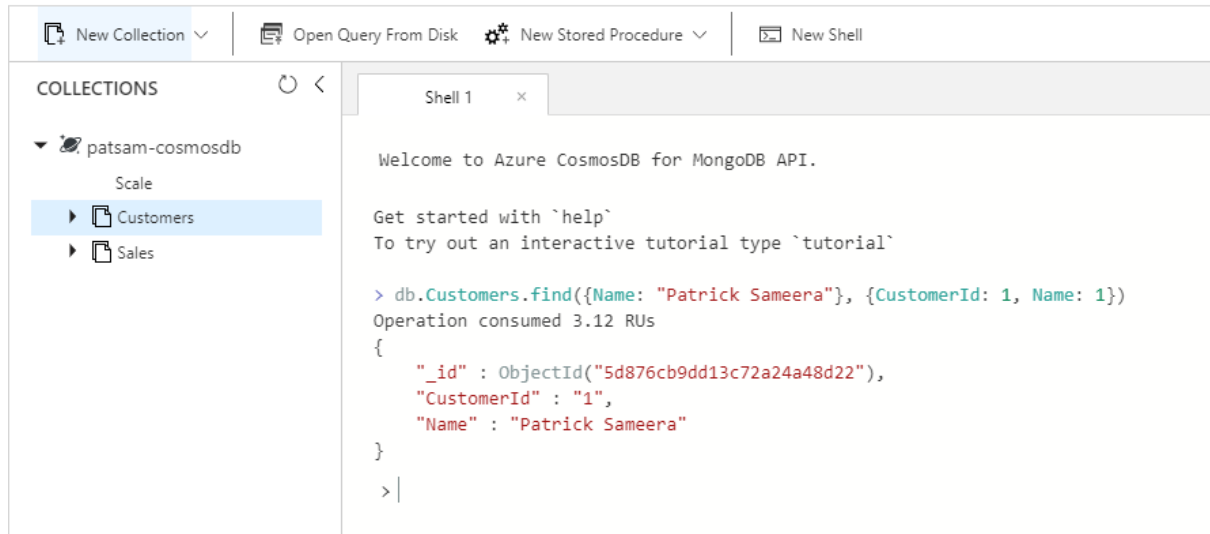 New Collection
Open Query From Disk
New Stored Procedure
New Shell
COLLECTIONS
patsam-cosmosdb
Scale
Customers
Sales
Shell 1
Welcome to Azure CosmosDB for MongoDB API.
Get started with `help`
To try out an interactive tutorial type `tutorial`
> db.Customers.find({Name: "Patrick Sameera"}, {CustomerId: 1, Name: 1})
Operation consumed 3.12 RUs
{
"_id" : ObjectId("5d876cb9dd13c72a24a48d22"),
"CustomerId" : "1",
"Name" : "Patrick Sameera"
}
>